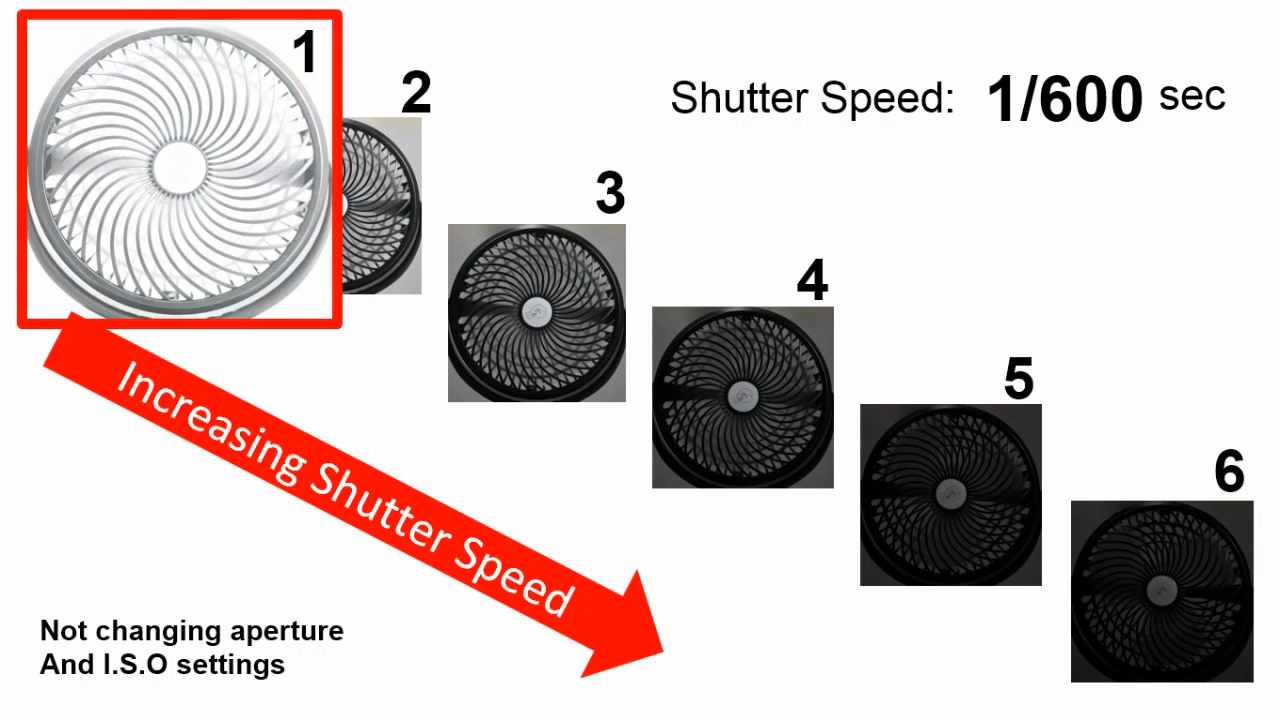 1
2
Shutter Speed: 1/600 sec
3
4
5
6
Increasing Shutter Speed
Not changing aperture
And I.S.O settings